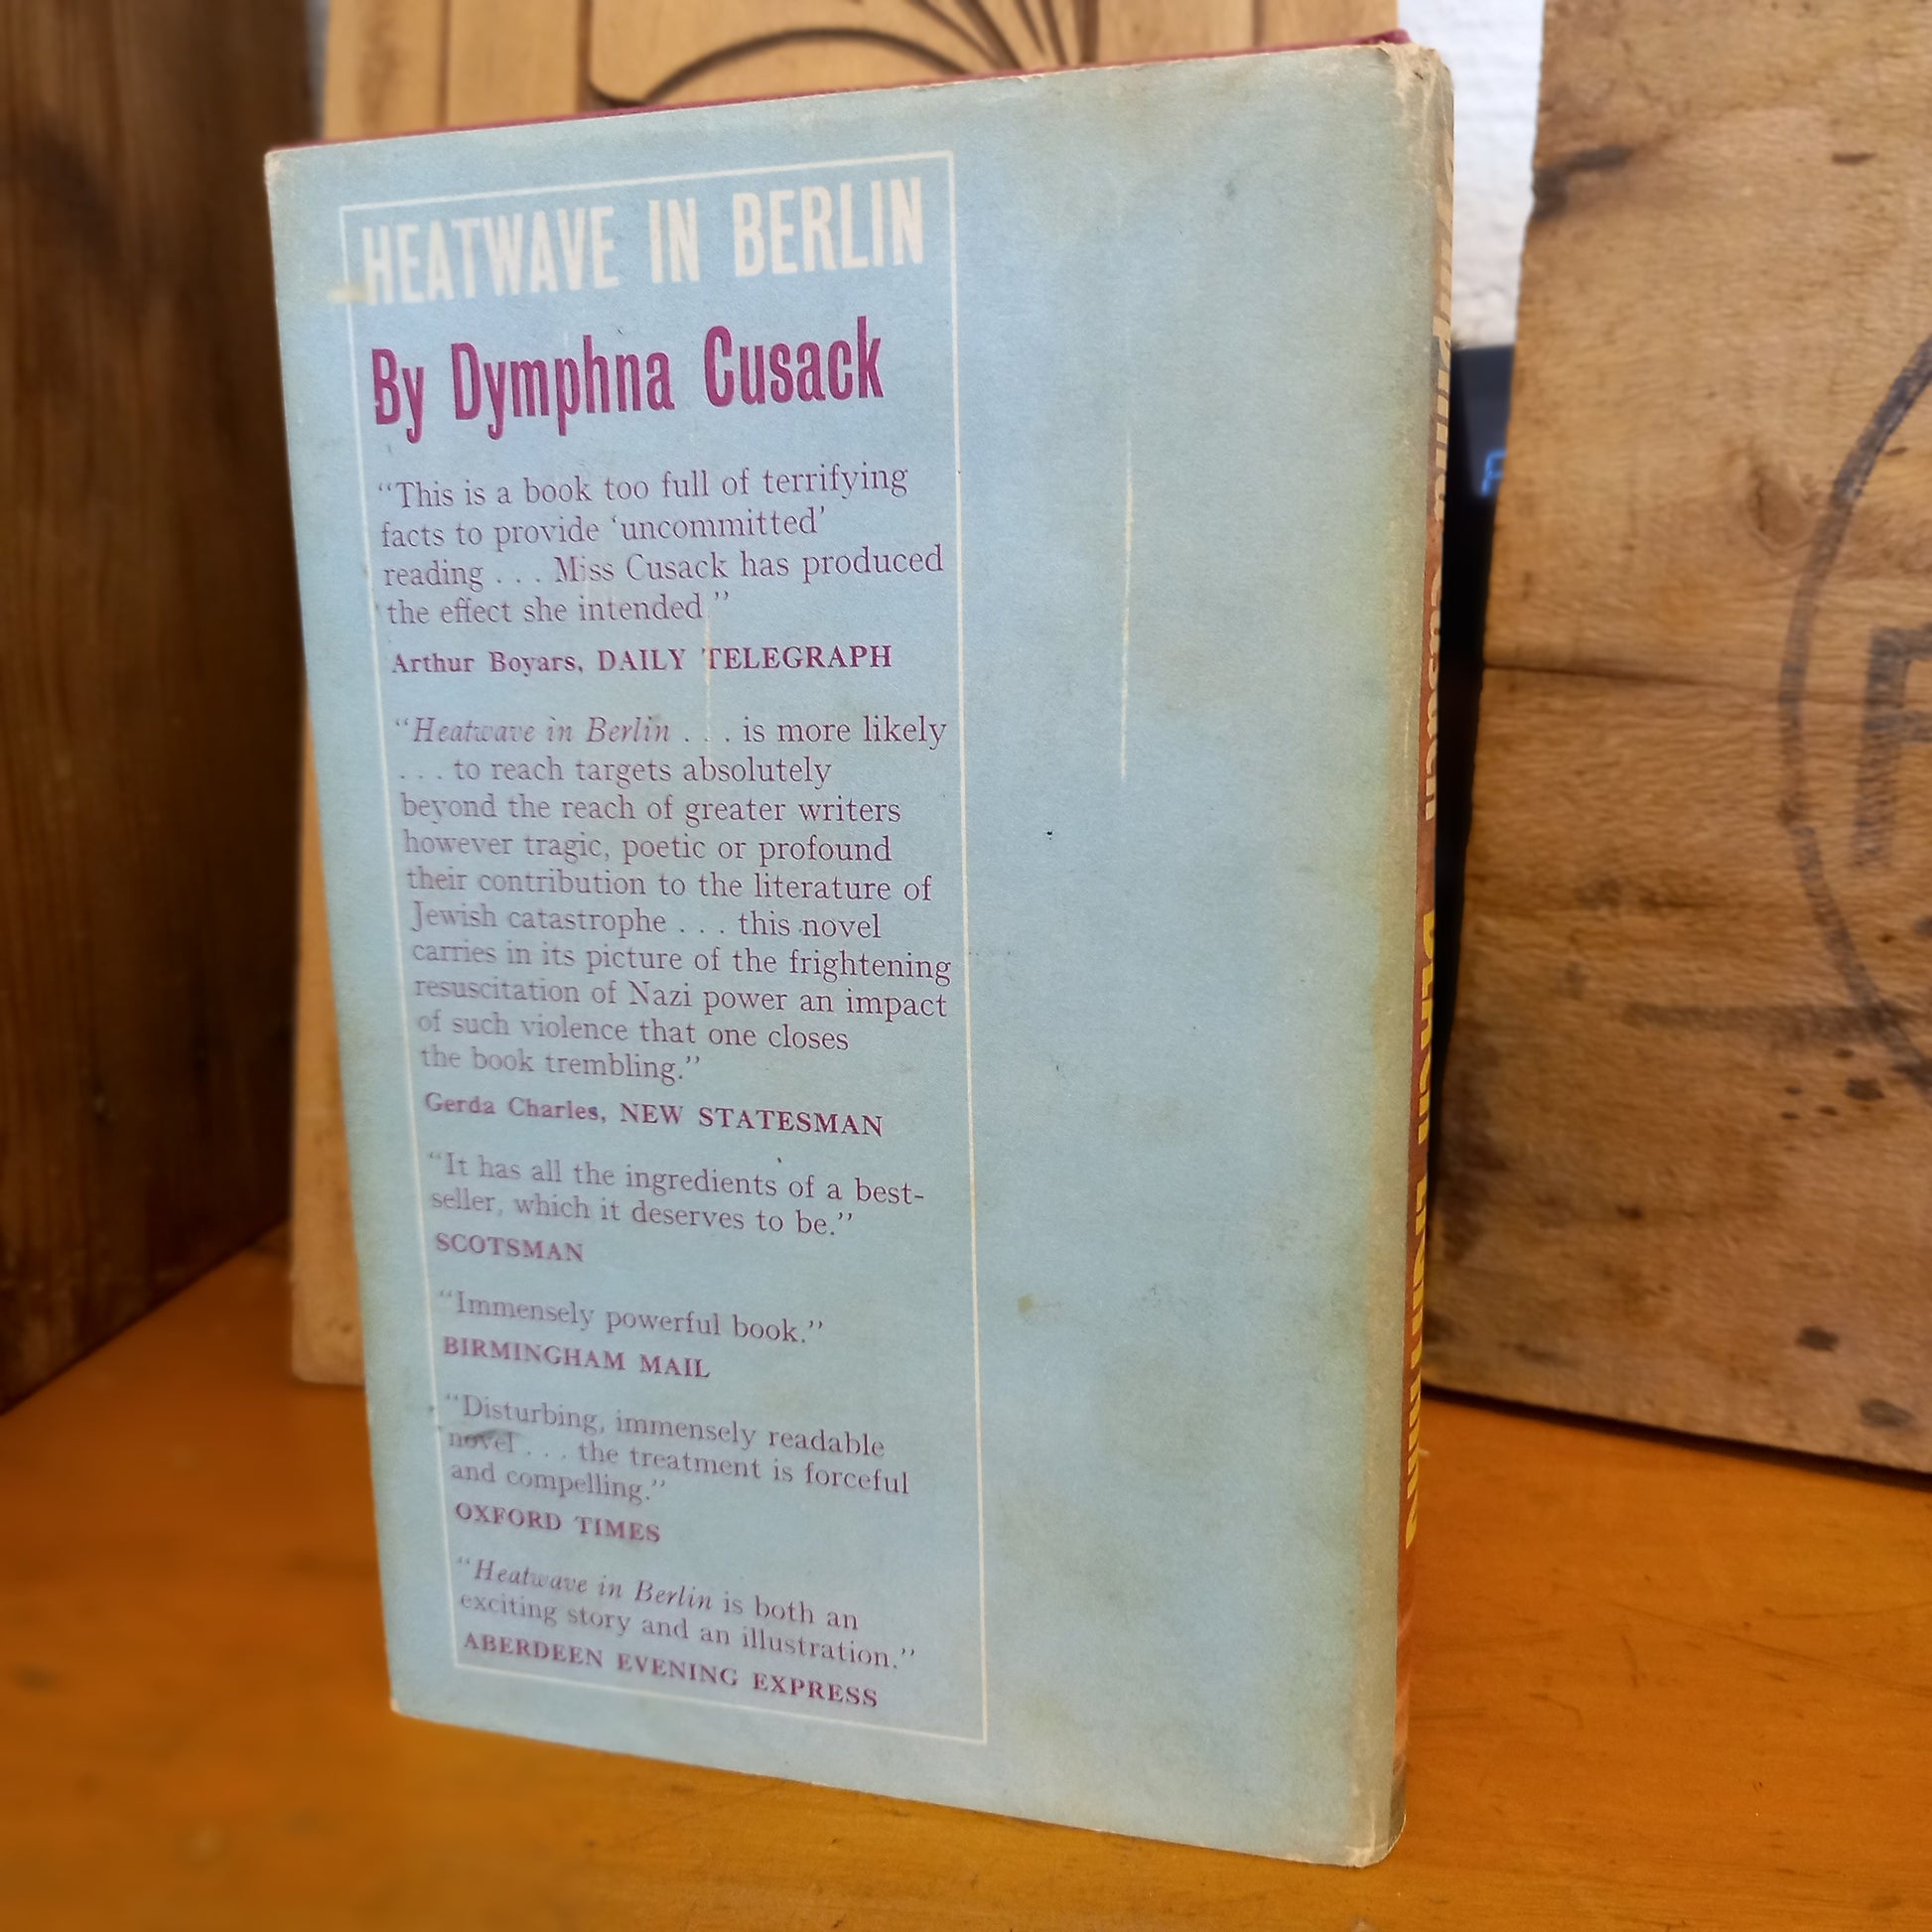 HEATWAVE IN BERLIN
By Dymphna Cusack
“This is a book too full of terrifying
facts to provide ‘uncommitted’
reading . . . Miss Cusack has produced
the effect she intended ”
Arthur Boyars, DAILY TELEGRAPH
“Heatwave in Berlin . . . is more likely
. . . to reach targets absolutely
beyond the reach of greater writers
however tragic, poetic or profound
their contribution to the literature of
Jewish catastrophe . . . this novel
carries in its picture of the frightening
resuscitation of Nazi power an impact
of such violence that one closes
the book trembling.”
Gerda Charles, NEW STATESMAN
“It has all the ingredients of a best-
seller, which it deserves to be.”
SCOTSMAN
“Immensely powerful book.”
BIRMINGHAM MAIL
“Disturbing, immensely readable
novel . . . the treatment is forceful
and compelling.”
OXFORD TIMES
“Heatwave in Berlin is both an
exciting story and an illustration.”
ABERDEEN EVENING EXPRESS